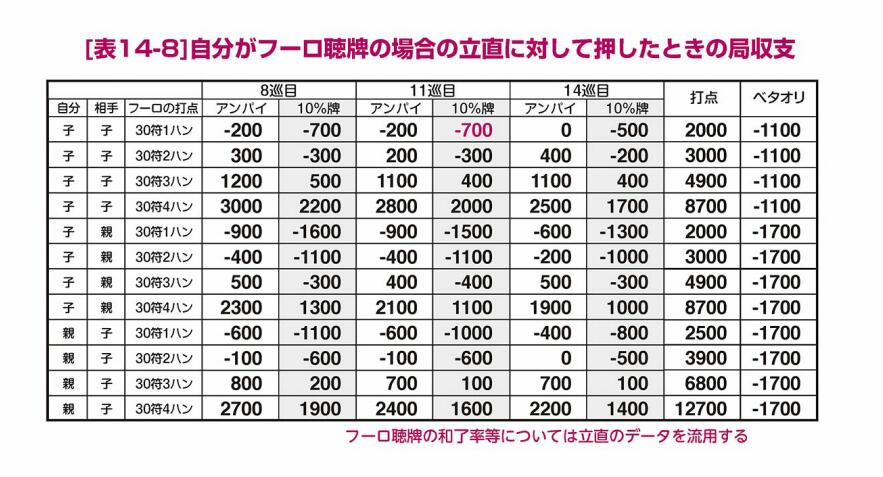 [表14-8]自分がフーロ聴牌の場合の立直に対して押したときの局収支
8巡目 11巡目 14巡目 打点 ベタオリ
自分 相手 フーロの打点 アンパイ 10%牌 アンパイ 10%牌 アンパイ 10%牌
子 子 30符1ハン -200 -700 -200 -700 0 -500 2000 -1100
子 子 30符2ハン 300 -300 200 -300 400 -200 3000 -1100
子 子 30符3ハン 1200 500 1100 400 1100 400 4900 -1100
子 子 30符4ハン 3000 2200 2800 2000 2500 1700 8700 -1100
子 親 30符1ハン -900 -1600 -900 -1500 -600 -1300 2000 -1700
子 親 30符2ハン -400 -1100 -400 -1100 -200 -1000 3000 -1700
子 親 30符3ハン 500 -300 400 -400 500 -300 4900 -1700
子 親 30符4ハン 2300 1300 2100 1100 1900 1000 8700 -1700
親 子 30符1ハン -600 -1100 -600 -1000 -400 -800 2500 -1700
親 子 30符2ハン -100 -600 -100 -600 0 -500 3900 -1700
親 子 30符3ハン 800 200 700 100 700 100 6800 -1700
親 子 30符4ハン 2700 1900 2400 1600 2200 1400 12700 -1700
フーロ聴牌の和了率等については立直のデータを流用する